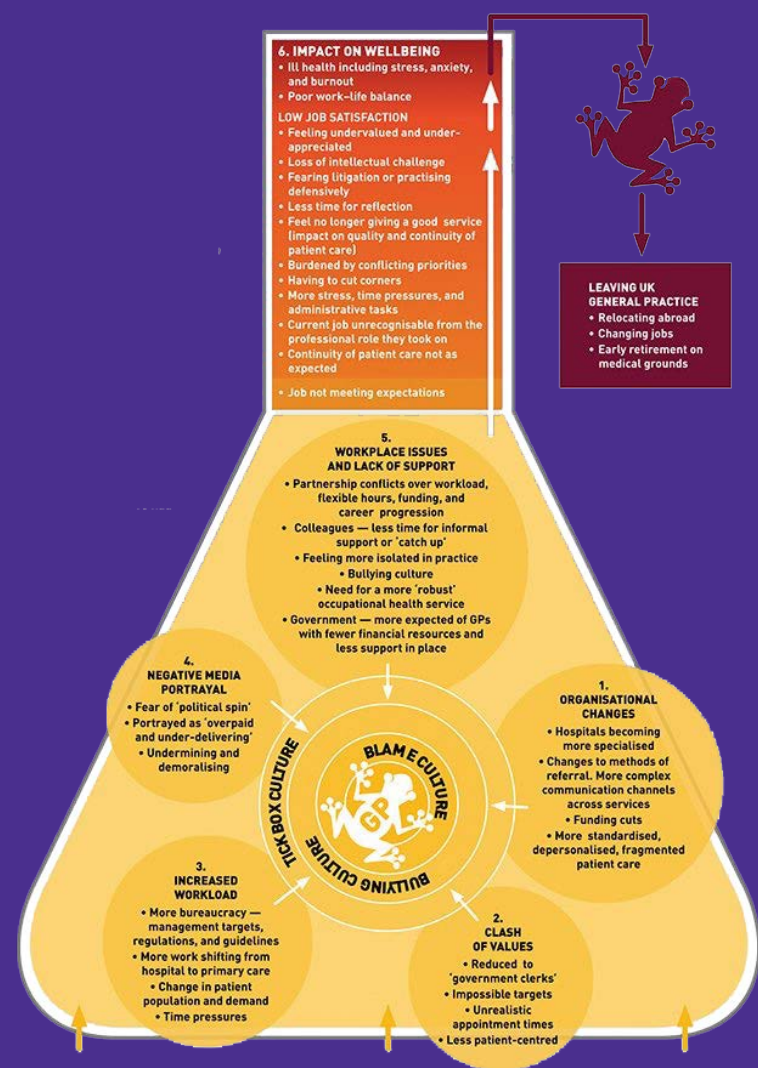 6. IMPACT ON WELLBEING
• Ill health including stress, anxiety,
and burnout
• Poor work–life balance
LOW JOB SATISFACTION
• Feeling undervalued and under-
appreciated
• Loss of intellectual challenge
• Fearing litigation or practising
defensively
• Less time for reflection
• Feel no longer giving a good service
(impact on quality and continuity of
patient care)
• Burdened by conflicting priorities
• Having to cut corners
• More stress, time pressures, and
administrative tasks
• Current job unrecognisable from the
professional role they took on
• Continuity of patient care not as
expected
• Job not meeting expectations
LEAVING UK
GENERAL PRACTICE
• Relocating abroad
• Changing jobs
• Early retirement on
medical grounds
5.
WORKPLACE ISSUES
AND LACK OF SUPPORT
• Partnership conflicts over workload,
flexible hours, funding, and
career progression
• Colleagues — less time for informal
support or ‘catch up’
• Feeling more isolated in practice
• Bullying culture
• Need for a more ‘robust’
occupational health service
• Government — more expected of GPs
with fewer financial resources and
less support in place
4.
NEGATIVE MEDIA
PORTRAYAL
• Fear of ‘political spin’
• Portrayed as ‘overpaid
and under-delivering’
• Undermining and
demoralising
1.
ORGANISATIONAL
CHANGES
• Hospitals becoming
more specialised
• Changes to methods of
referral. More complex
communication channels
across services
• Funding cuts
• More standardised,
depersonalised, fragmented
patient care
TICK BOX CULTURE
BLAME CULTURE
BULLYING CULTURE
GP
3.
INCREASED
WORKLOAD
• More bureaucracy —
management targets,
regulations, and guidelines
• More work shifting from
hospital to primary care
• Change in patient
population and demand
• Time pressures
2.
CLASH
OF VALUES
• Reduced to
‘government clerks’
• Impossible targets
• Unrealistic
appointment times
• Less patient-centred